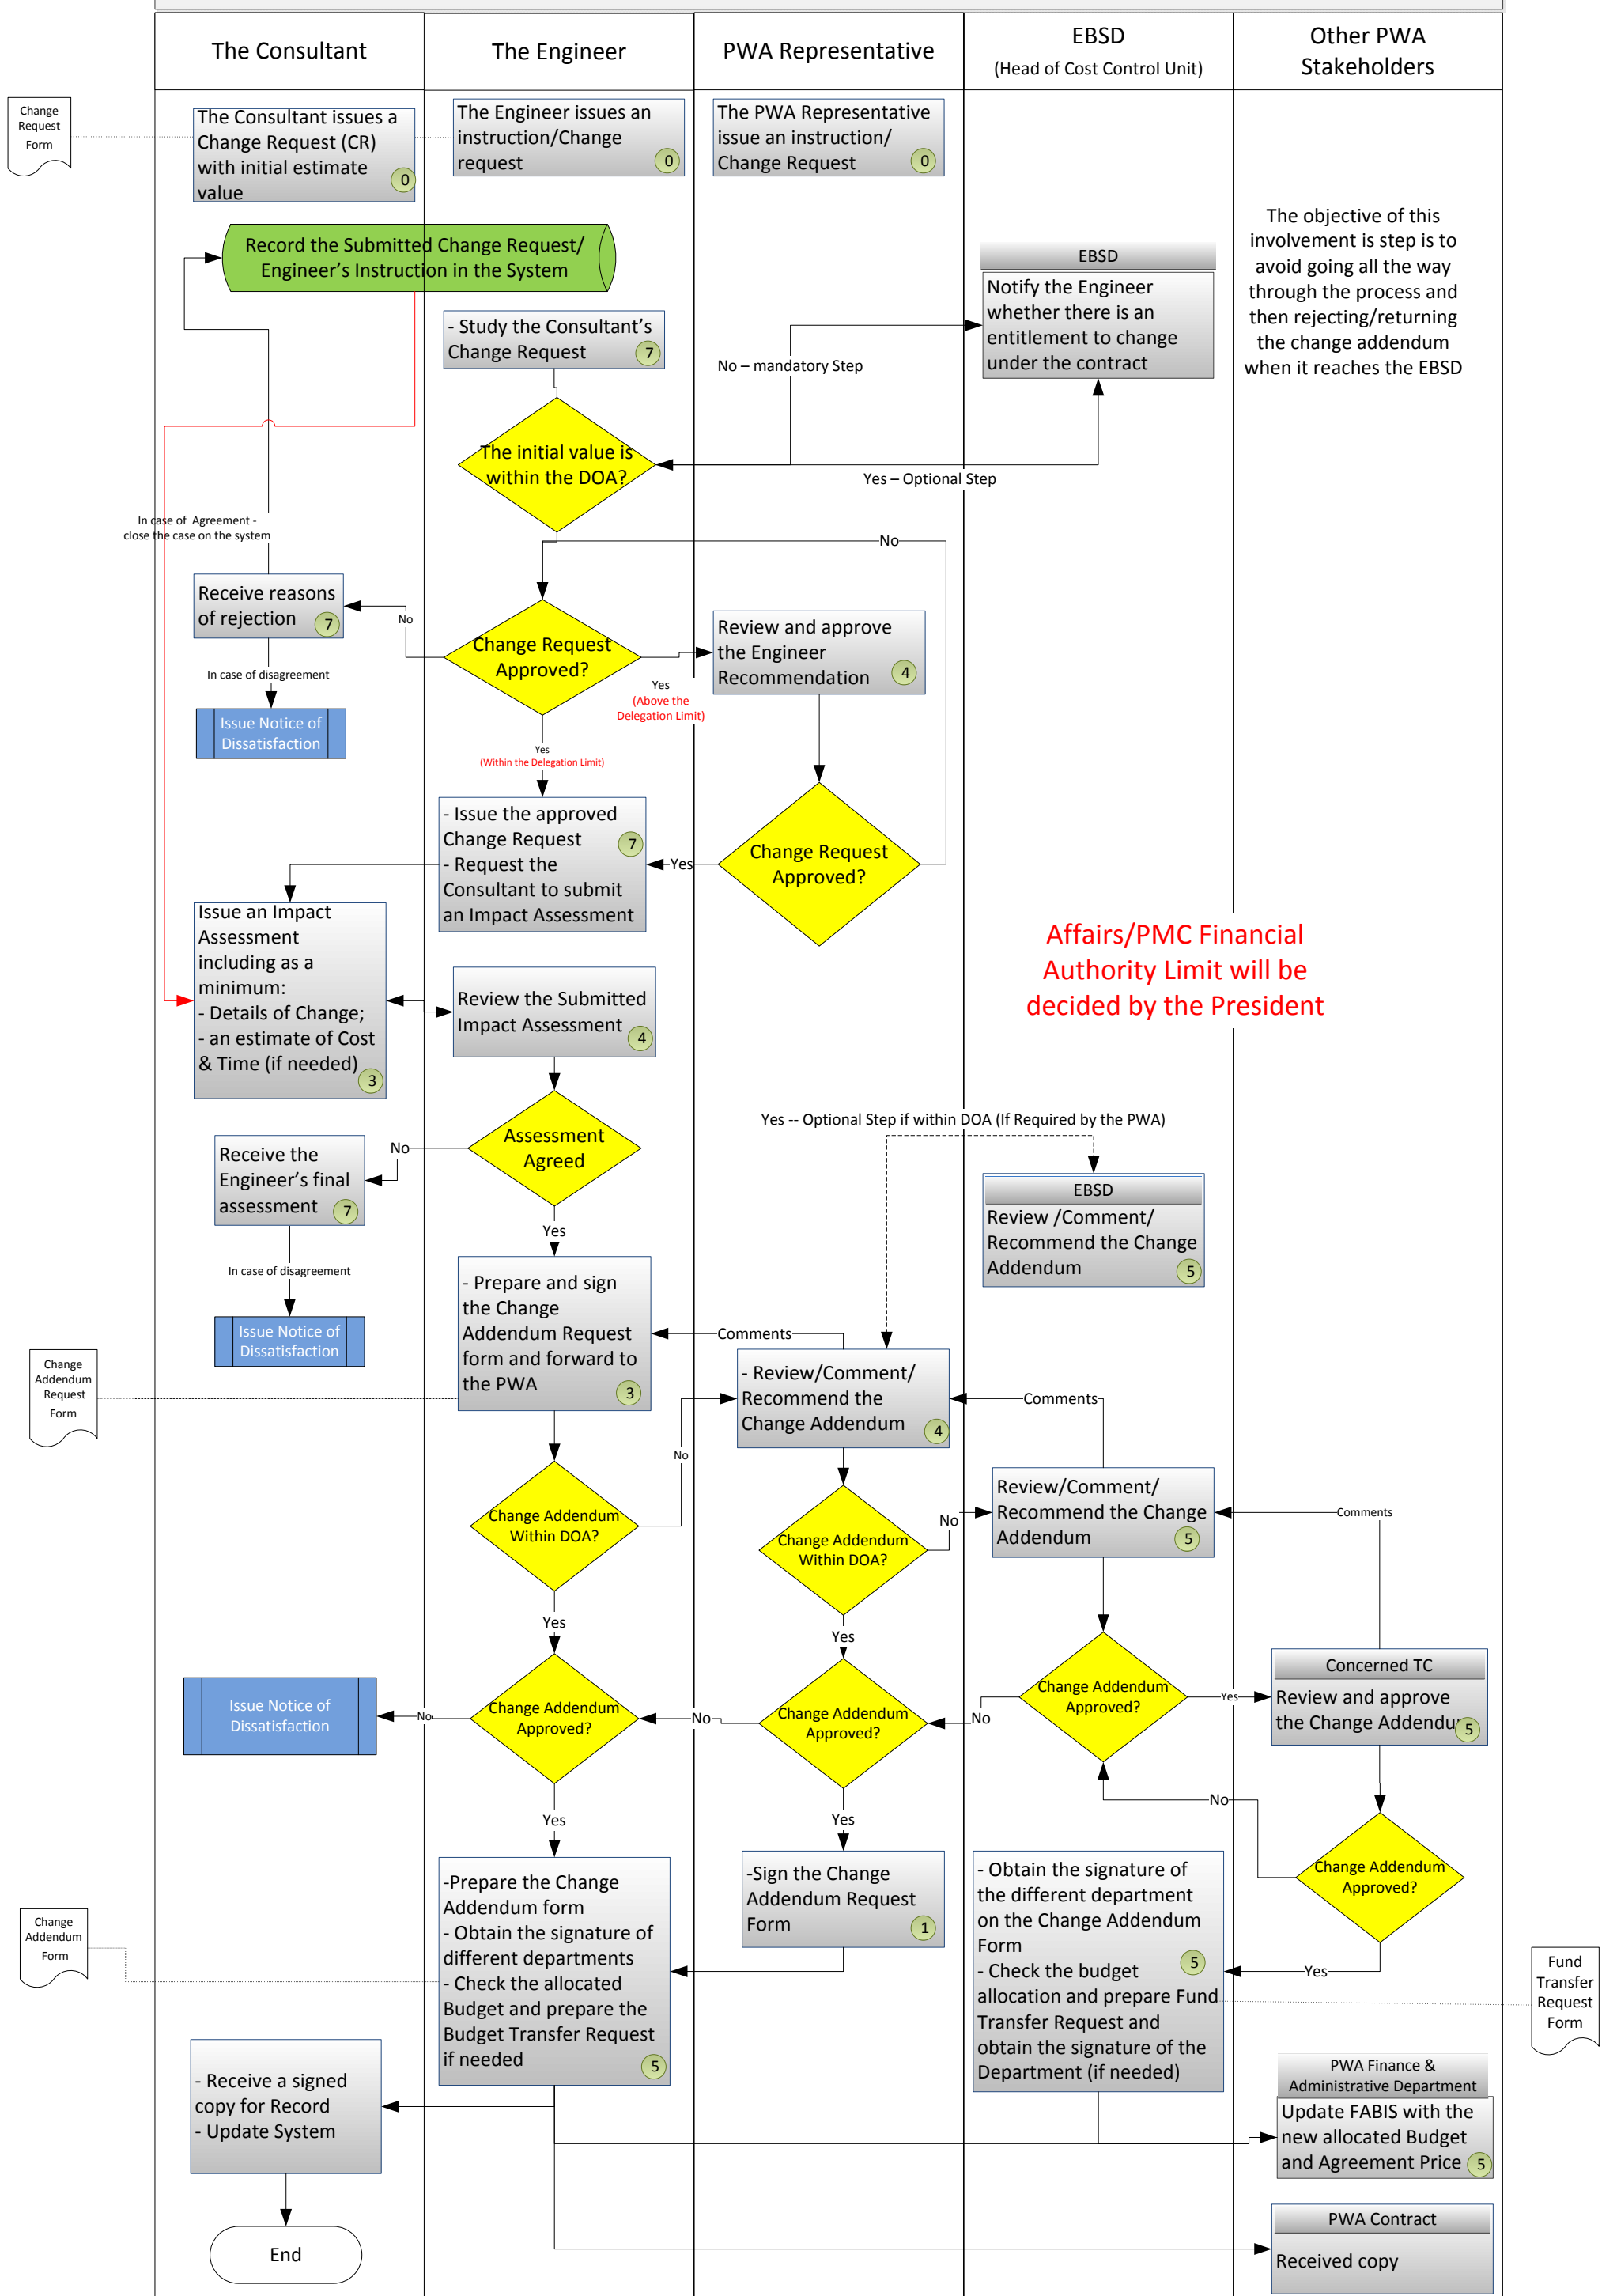 The Consultant
The Engineer
PWA Representative
EBSD
(Head of Cost Control Unit)
Other PWA
Stakeholders
Change
Request
Form
The Consultant issues a
Change Request (CR)
with initial estimate
value
0
The Engineer issues an
instruction/Change
request
0
The PWA Representative
issue an instruction/
Change Request
0
Record the Submitted Change Request/
Engineer's Instruction in the System
EBSD
Notify the Engineer
whether there is an
entitlement to change
under the contract
The objective of this
involvement is step is to
avoid going all the way
through the process and
then rejecting/returning
the change addendum
when it reaches the EBSD
- Study the Consultant's
Change Request
7
No – mandatory Step
The initial value is
within the DOA?
Yes – Optional Step
In case of Agreement -
close the case on the system
No
Receive reasons
of rejection
7
No
Change Request
Approved?
Review and approve
the Engineer
Recommendation
4
In case of disagreement
Yes
(Above the
Delegation Limit)
Issue Notice of
Dissatisfaction
Yes
(Within the Delegation Limit)
- Issue the approved
Change Request
- Request the
Consultant to submit
an Impact Assessment
7
Yes
Change Request
Approved?
Issue an Impact
Assessment
including as a
minimum:
- Details of Change;
- an estimate of Cost
& Time (if needed)
3
Affairs/PMC Financial
Authority Limit will be
decided by the President
Review the Submitted
Impact Assessment
4
Yes -- Optional Step if within DOA (If Required by the PWA)
Assessment
Agreed
No
Receive the
Engineer's final
assessment
7
EBSD
Review /Comment/
Recommend the Change
Addendum
5
Yes
In case of disagreement
Issue Notice of
Dissatisfaction
- Prepare and sign
the Change
Addendum Request
form and forward to
the PWA
3
Comments
Change
Addendum
Request
Form
- Review/Comment/
Recommend the
Change Addendum
4
Comments
No
Change Addendum
Within DOA?
Change Addendum
Within DOA?
No
Review/Comment/
Recommend the Change
Addendum
5
Comments
Yes
Yes
Concerned TC
Review and approve
the Change Addendu
5
Issue Notice of
Dissatisfaction
No
Change Addendum
Approved?
No
Change Addendum
Approved?
No
Change Addendum
Approved?
Yes
No
Yes
Yes
Change Addendum
Approved?
-Prepare the Change
Addendum form
- Obtain the signature of
different departments
- Check the allocated
Budget and prepare the
Budget Transfer Request
if needed
5
-Sign the Change
Addendum Request
Form
1
- Obtain the signature of
the different department
on the Change Addendum
Form
- Check the budget
allocation and prepare Fund
Transfer Request and
obtain the signature of the
Department (if needed)
5
Yes
Change
Addendum
Form
Fund
Transfer
Request
Form
- Receive a signed
copy for Record
- Update System
PWA Finance &
Administrative Department
Update FABIS with the
new allocated Budget
and Agreement Price
5
End
PWA Contract
Received copy